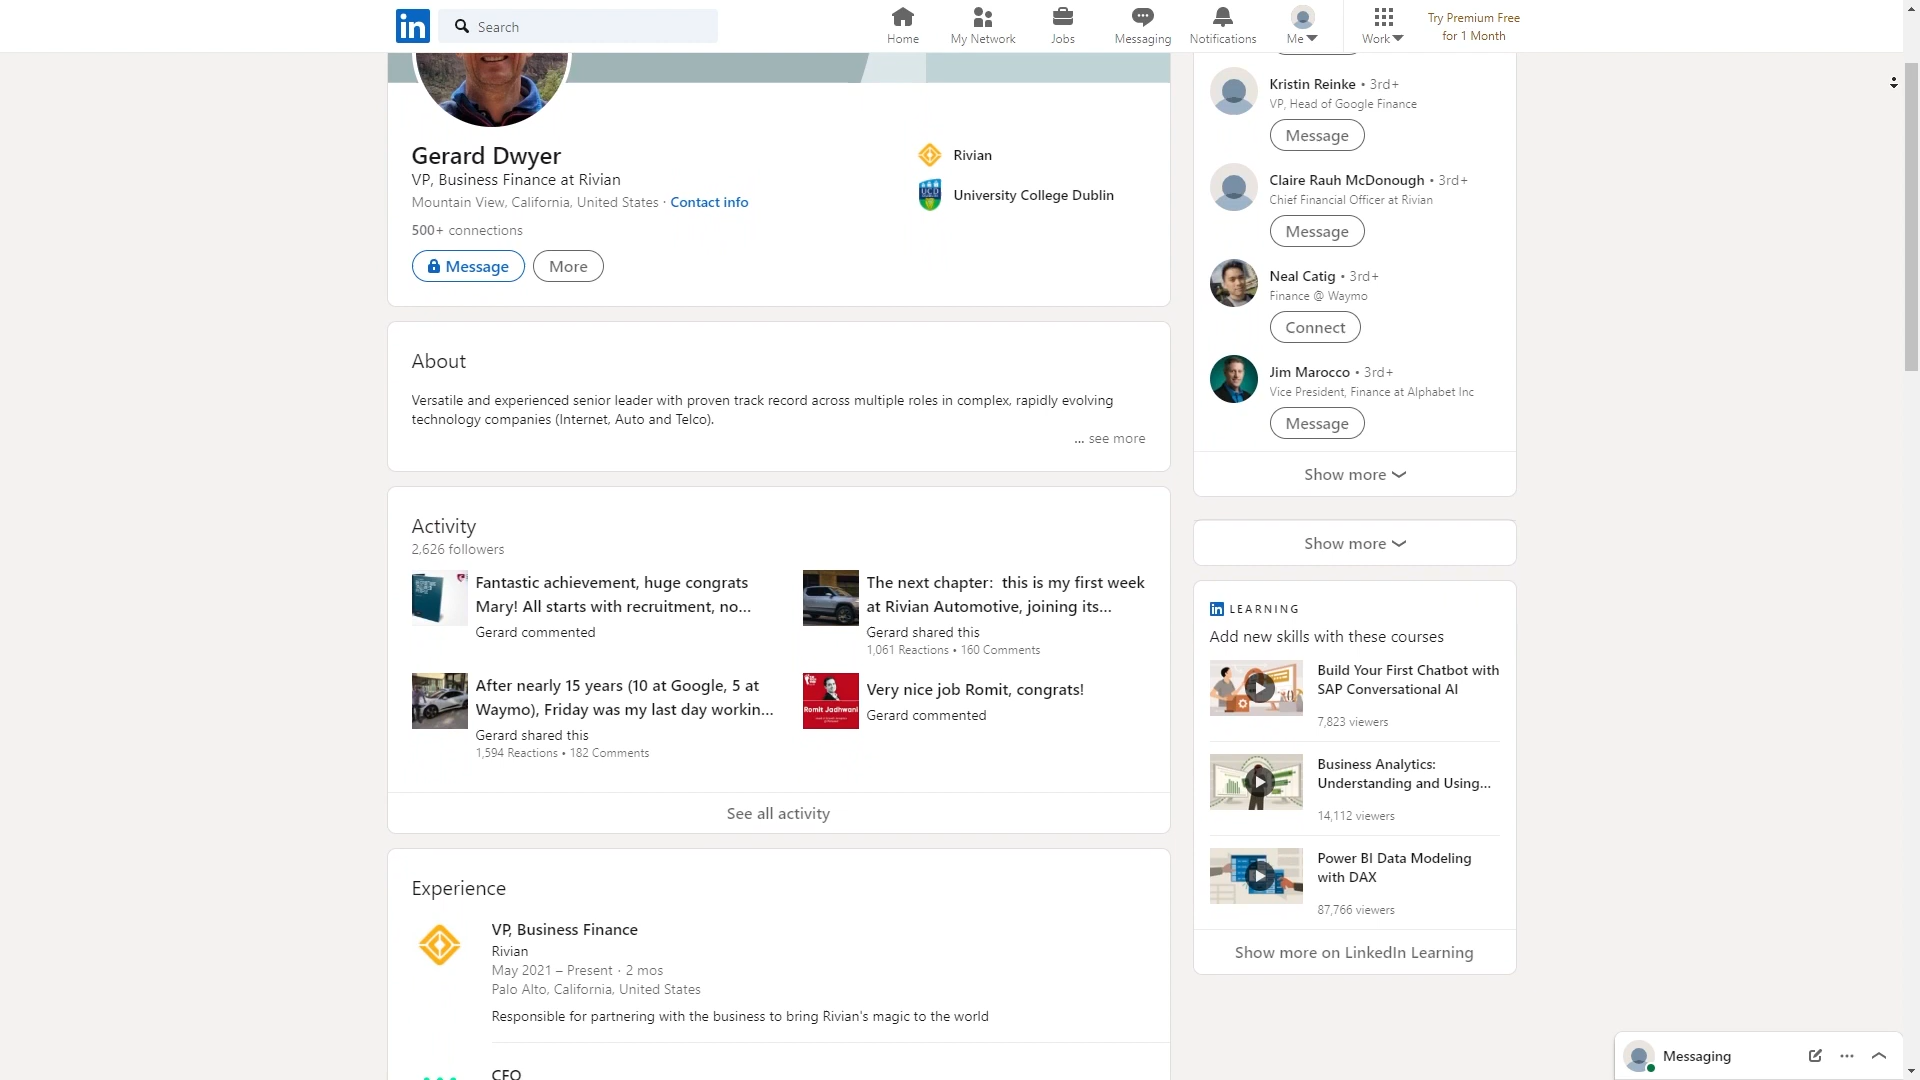 in
Search
Home
My Network
Jobs
Messaging
Notifications
Me
Work
Try Premium Free
for 1 Month
Gerard Dwyer
VP, Business Finance at Rivian
Mountain View, California, United States · Contact info
500+ connections
Message
More
Rivian
UCD
University College Dublin
About
Versatile and experienced senior leader with proven track record across multiple roles in complex, rapidly evolving
technology companies (Internet, Auto and Telco).
... see more
Activity
2,626 followers
Fantastic achievement, huge congrats
Mary! All starts with recruitment, no...
Gerard commented
The next chapter:  this is my first week
at Rivian Automotive, joining its...
Gerard shared this
1,061 Reactions • 160 Comments
After nearly 15 years (10 at Google, 5 at
Waymo), Friday was my last day workin...
Gerard shared this
1,594 Reactions • 182 Comments
Romit Jadhwani
Very nice job Romit, congrats!
Gerard commented
See all activity
Experience
VP, Business Finance
Rivian
May 2021 – Present · 2 mos
Palo Alto, California, United States
Responsible for partnering with the business to bring Rivian's magic to the world
CFO
Kristin Reinke • 3rd+
VP, Head of Google Finance
Message
Claire Rauh McDonough • 3rd+
Chief Financial Officer at Rivian
Message
Neal Catig • 3rd+
Finance @ Waymo
Connect
Jim Marocco • 3rd+
Vice President, Finance at Alphabet Inc
Message
Show more
Show more
in LEARNING
Add new skills with these courses
Build Your First Chatbot with
SAP Conversational AI
7,823 viewers
Business Analytics:
Understanding and Using...
14,112 viewers
Power BI Data Modeling
with DAX
87,766 viewers
Show more on LinkedIn Learning
Messaging